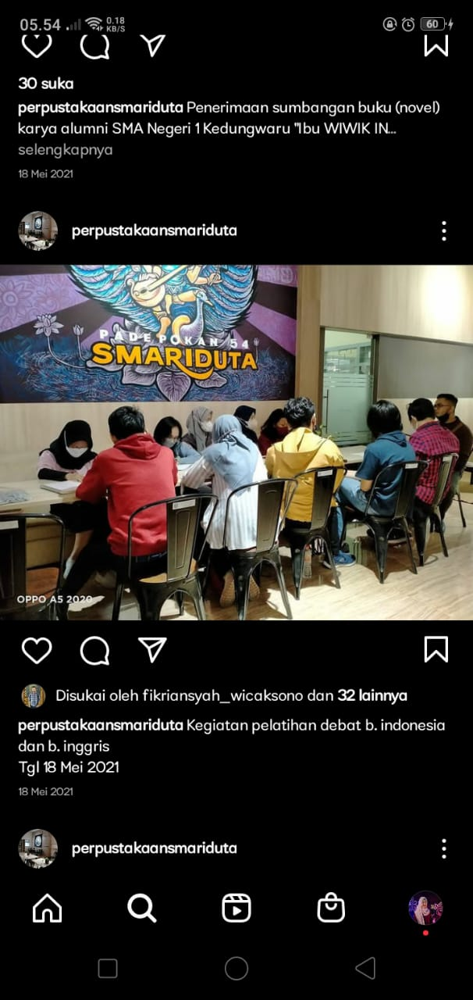 05.54
0.18
KB/S
60
30 suka
perpustakaansmariduta Penerimaan sumbangan buku (novel)
karya alumni SMA Negeri 1 Kedungwaru "Ibu WIWIK IN...
selengkapnya
18 Mei 2021
perpustakaansmariduta
PADEPOKAN 54
SMARIDUTA
OPPO A5 2020
Disukai oleh fikriansyah_wicaksono dan 32 lainnya
perpustakaansmariduta Kegiatan pelatihan debat b. indonesia
dan b. inggris
Tgl 18 Mei 2021
18 Mei 2021
perpustakaansmariduta